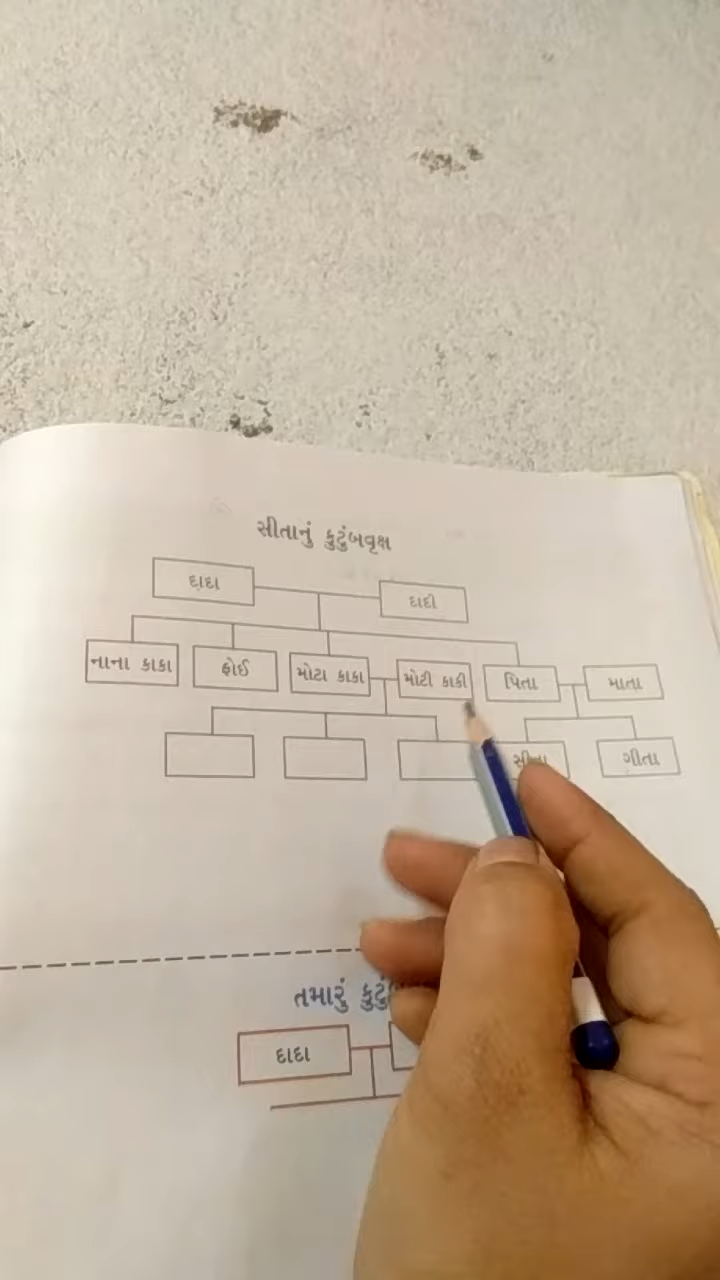 સીતાનું કુટુંબવૃક્ષ
દાદા દાદી
નાના કાકા ફોઈ મોટા કાકા મોટી કાકી પિતા માતા
સીતા ગીતા
તમારું
દાદા